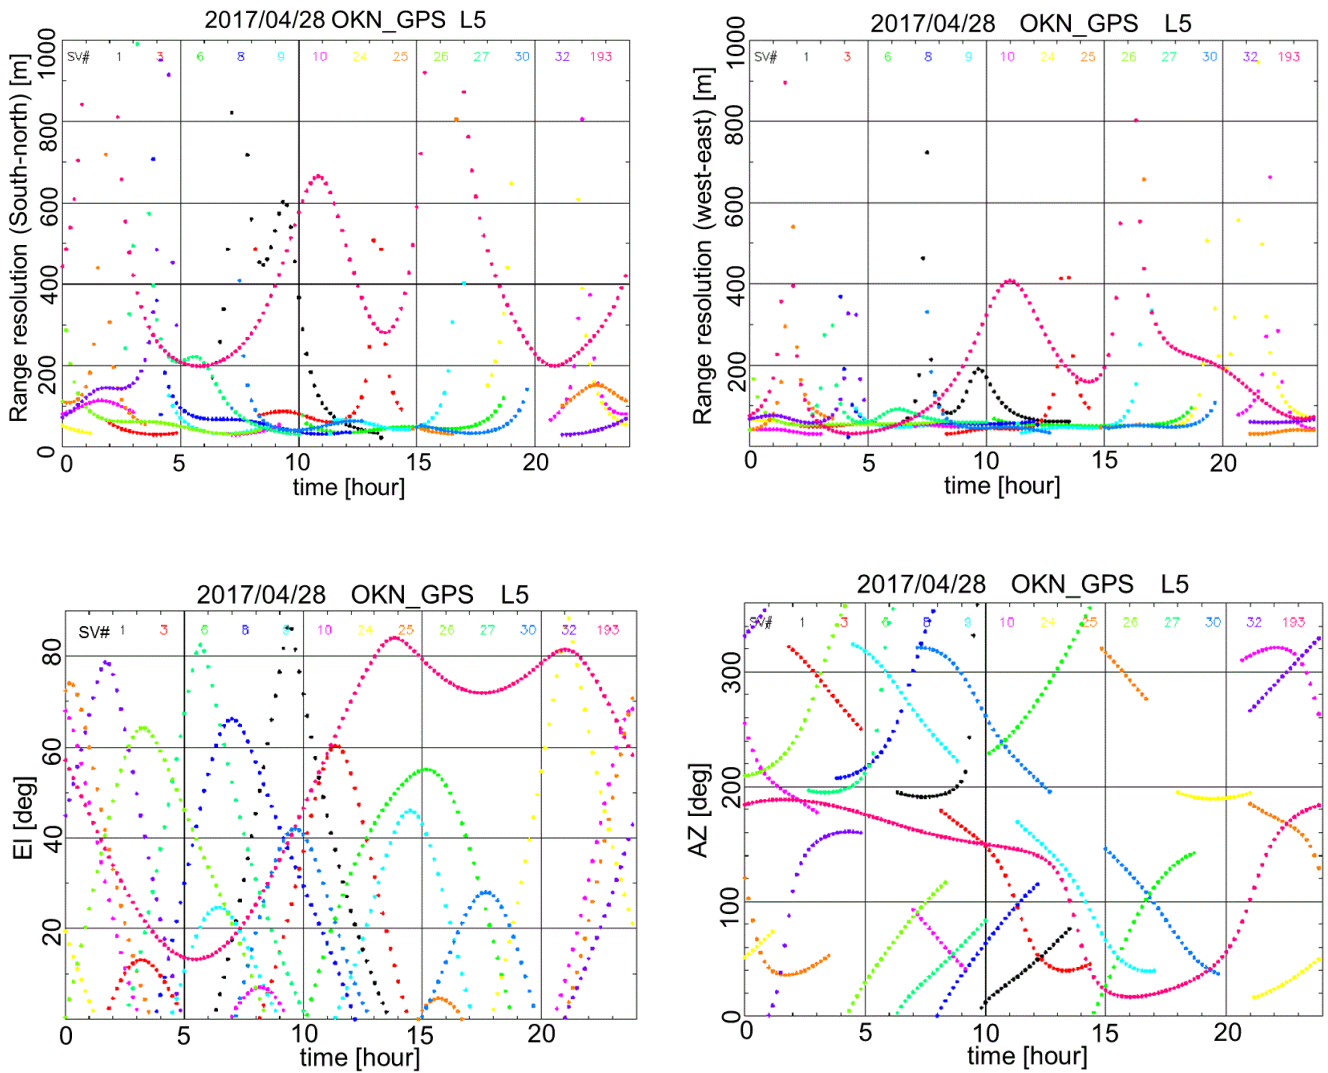 2017/04/28 OKN_GPS L5
SV# 1 3 6 8 9 10 24 25 26 27 30 32 193
Range resolution (South-north) [m]
1000
800
600
400
200
0
0 5 10 15 20
time [hour]
2017/04/28 OKN_GPS L5
SV# 1 3 6 8 9 10 24 25 26 27 30 32 193
Range resolution (west-east) [m]
1000
800
600
400
200
0 5 10 15 20
time [hour]
2017/04/28 OKN_GPS L5
SV# 1 3 6 8 9 10 24 25 26 27 30 32 193
El [deg]
80
60
40
20
0 5 10 15 20
time [hour]
2017/04/28 OKN_GPS L5
SV# 1 3 6 8 9 10 24 25 26 27 30 32 193
AZ [deg]
300
200
100
0
0 5 10 15 20
time [hour]